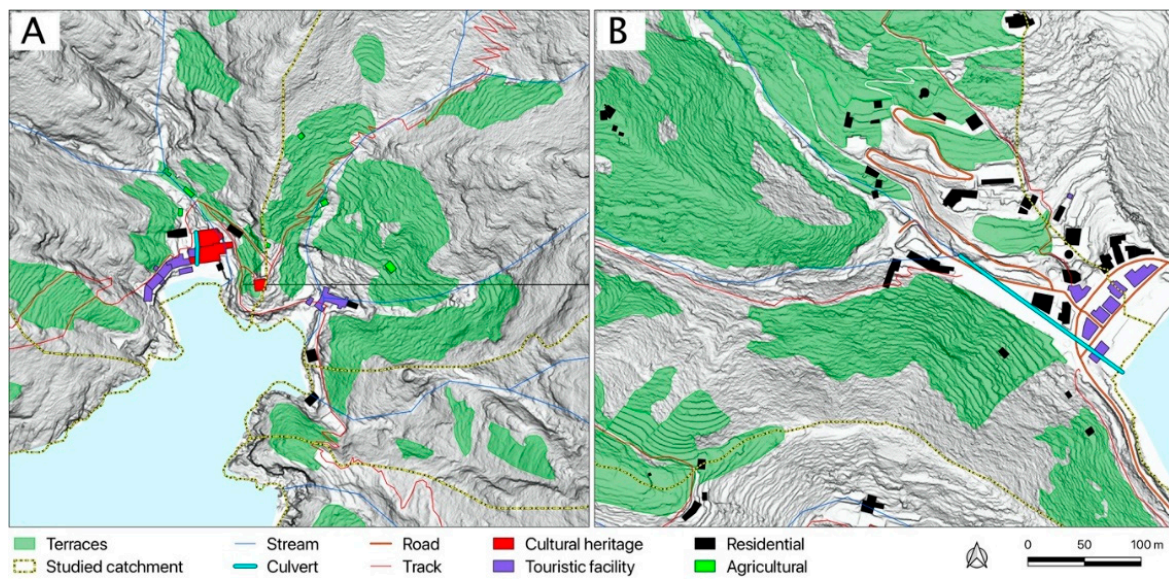 A
B
Terraces Stream Road Cultural heritage Residential
Studied catchment Culvert Track Touristic facility Agricultural
0 50 100 m